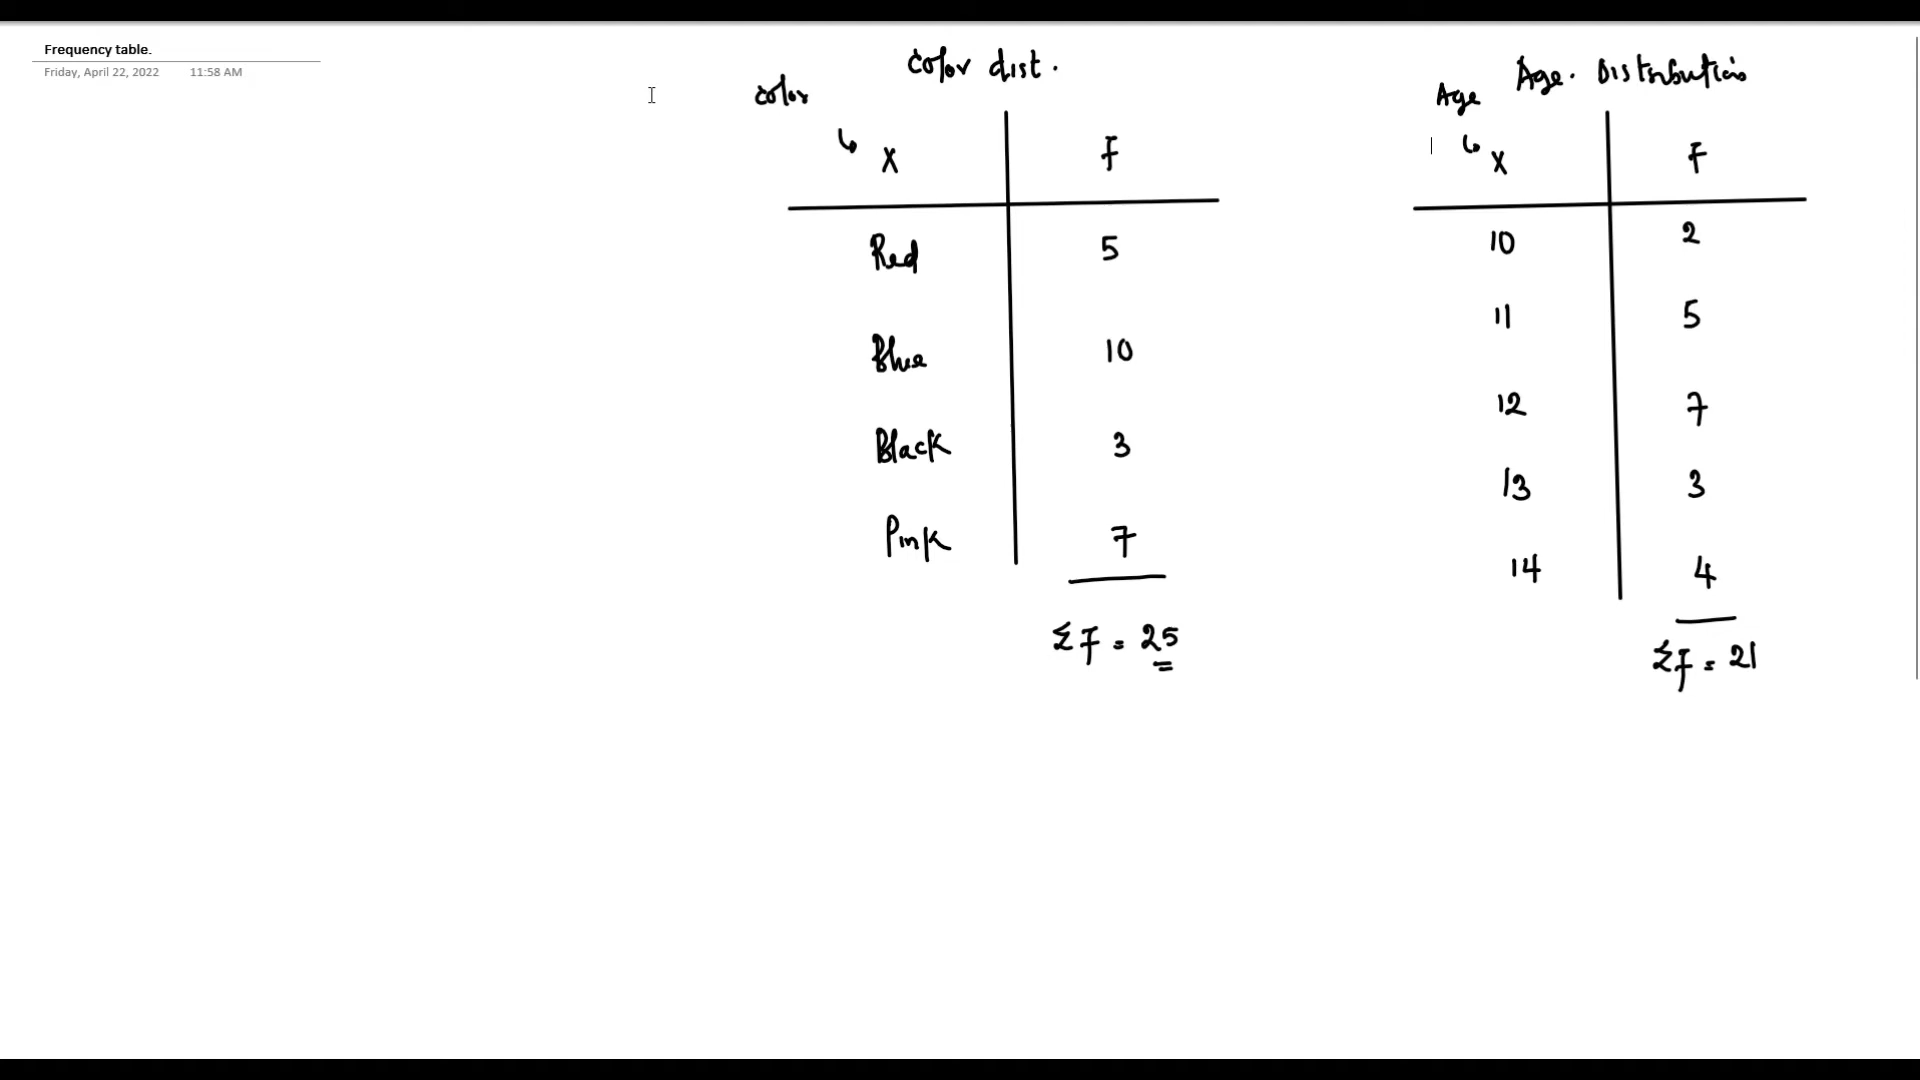 Frequency table.
Friday, April 22, 2022 11:58 AM
Color dist.
Color
X F
Red 5
Blue 10
Black 3
Pink 7
Σf = 25
Age. Distribution
Age
X F
10 2
11 5
12 7
13 3
14 4
Σf = 21